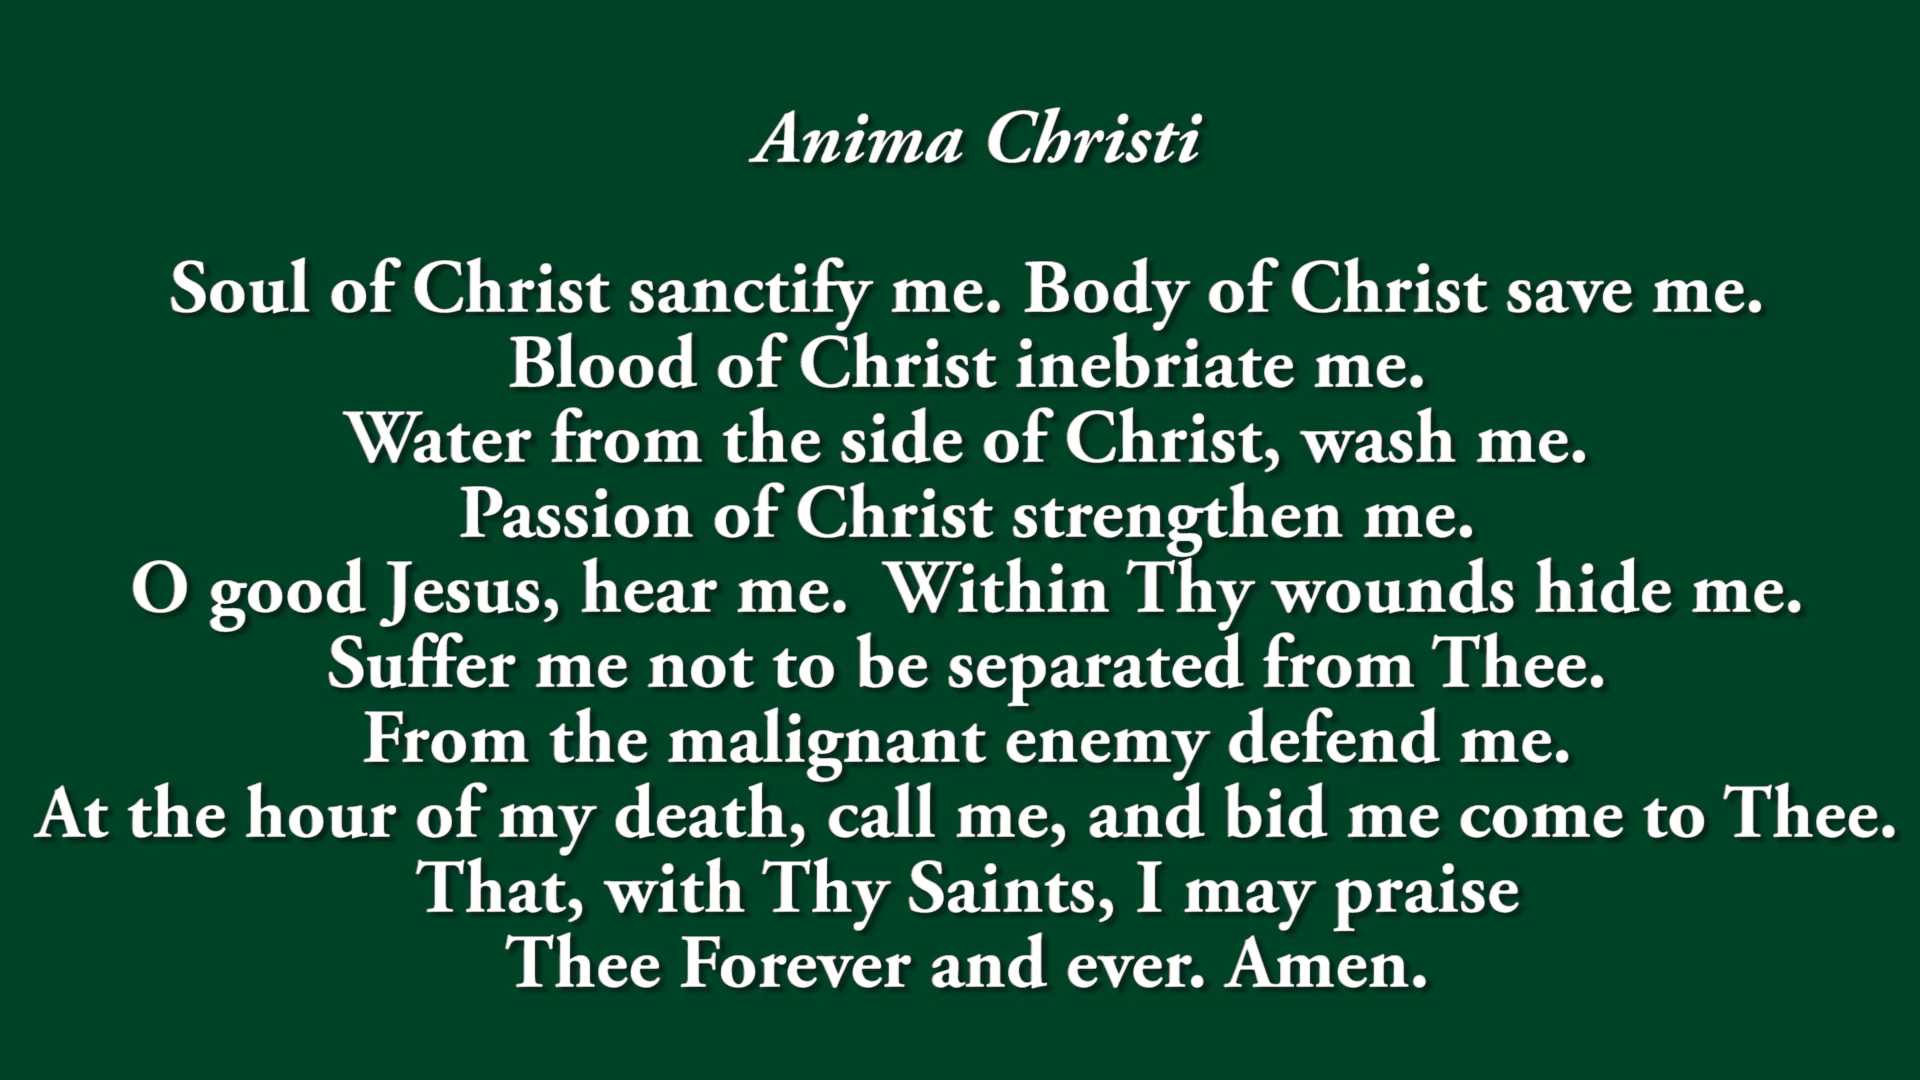 Anima Christi
Soul of Christ sanctify me. Body of Christ save me.
Blood of Christ inebriate me.
Water from the side of Christ, wash me.
Passion of Christ strengthen me.
O good Jesus, hear me.  Within Thy wounds hide me.
Suffer me not to be separated from Thee.
From the malignant enemy defend me.
At the hour of my death, call me, and bid me come to Thee.
That, with Thy Saints, I may praise
Thee Forever and ever. Amen.